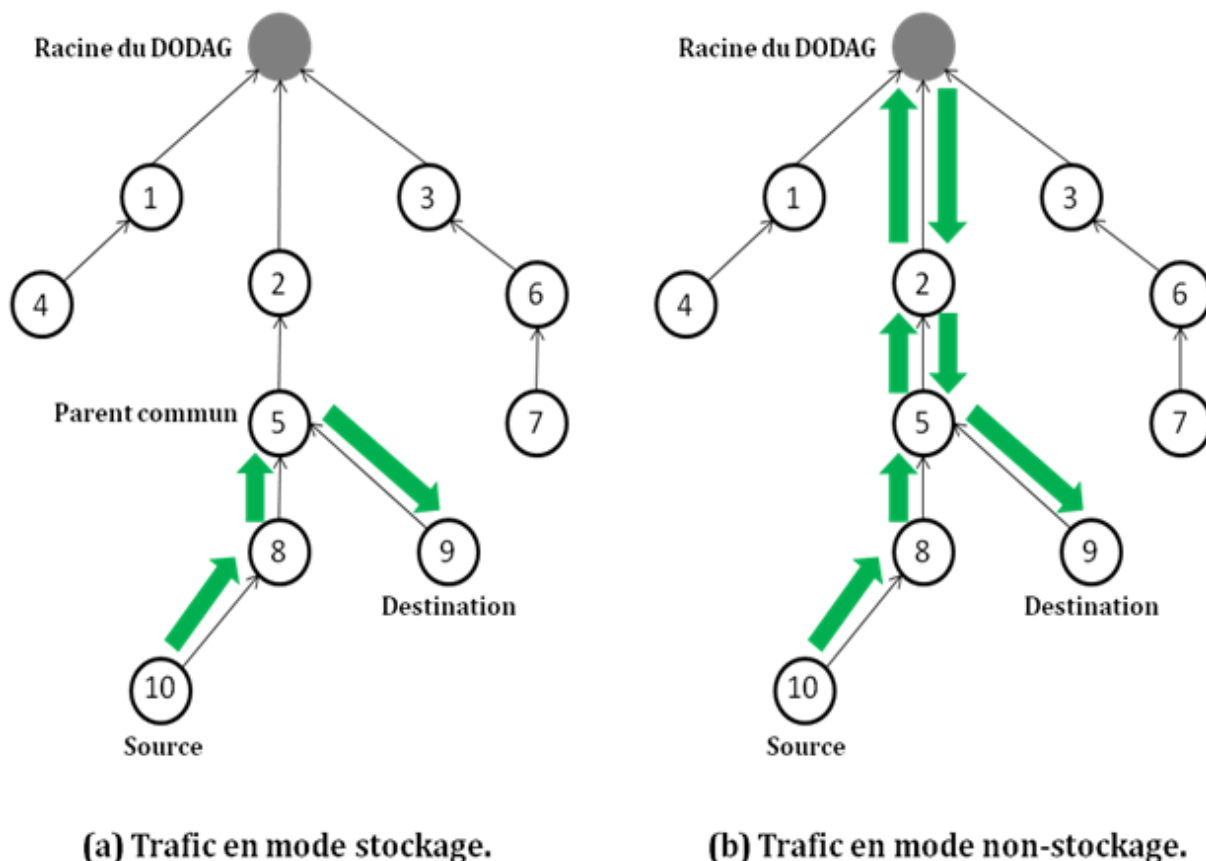 Racine du DODAG
1
3
2
4
6
Parent commun
5
7
8
9
Destination
10
Source
(a) Trafic en mode stockage.
Racine du DODAG
1
3
2
4
6
5
7
8
9
Destination
10
Source
(b) Trafic en mode non-stockage.